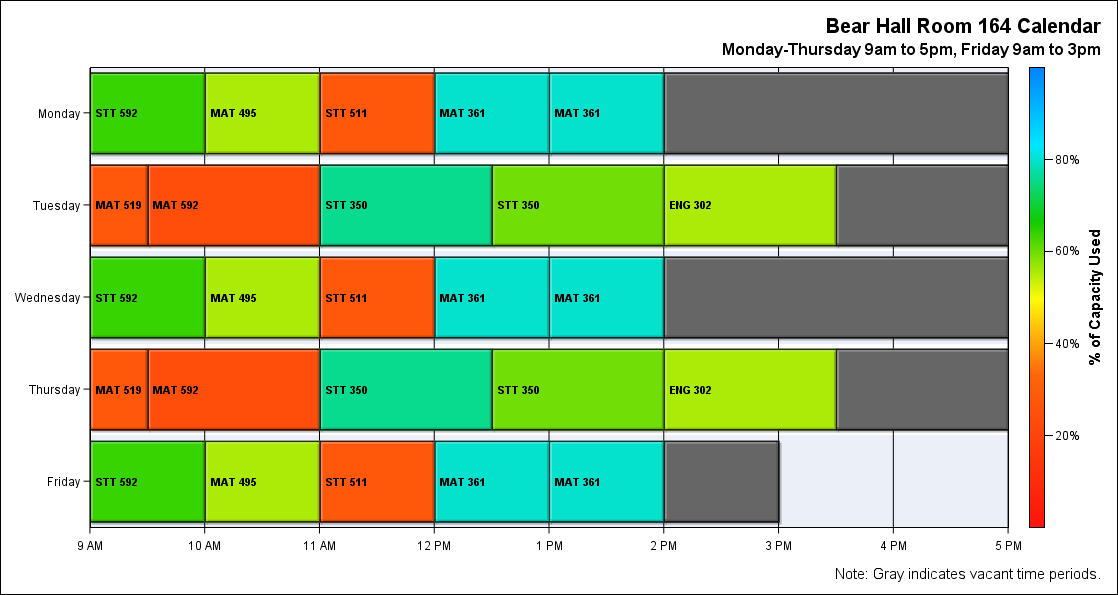 Bear Hall Room 164 Calendar
Monday-Thursday 9am to 5pm, Friday 9am to 3pm
Monday
STT 592 MAT 495 STT 511 MAT 361 MAT 361
Tuesday
MAT 519 MAT 592 STT 350 STT 350 ENG 302
Wednesday
STT 592 MAT 495 STT 511 MAT 361 MAT 361
Thursday
MAT 519 MAT 592 STT 350 STT 350 ENG 302
Friday
STT 592 MAT 495 STT 511 MAT 361 MAT 361
9 AM 10 AM 11 AM 12 PM 1 PM 2 PM 3 PM 4 PM 5 PM
80%
60%
40%
20%
% of Capacity Used
Note: Gray indicates vacant time periods.